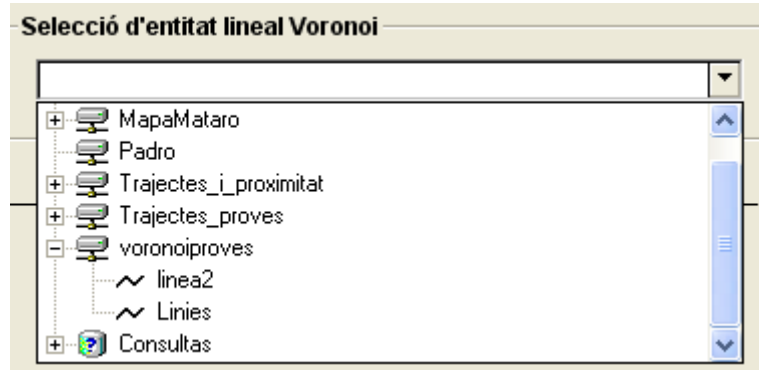 Selecció d'entitat lineal Voronoi
MapaMataro
Padro
Trajectes_i_proximitat
Trajectes_proves
voronoiproves
linea2
Linies
Consultas